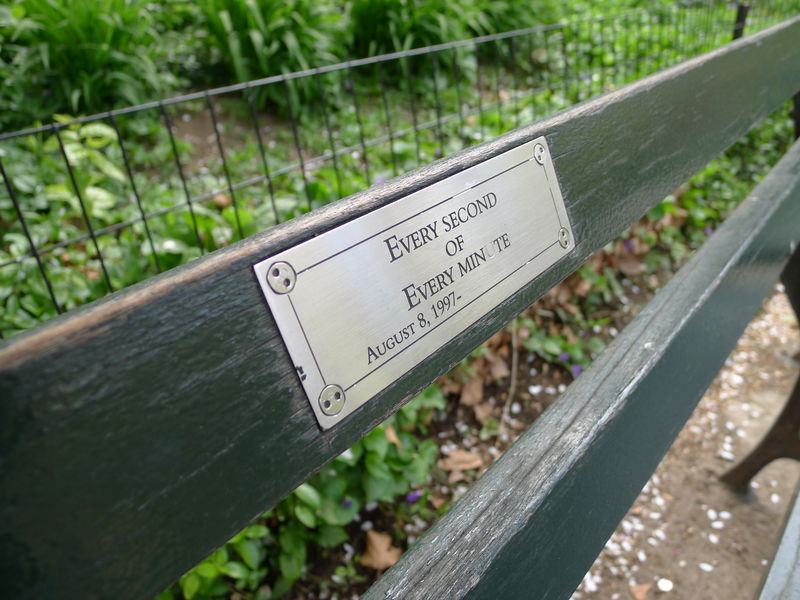 EVERY SECOND
OF
EVERY MINUTE
AUGUST 8, 1997-